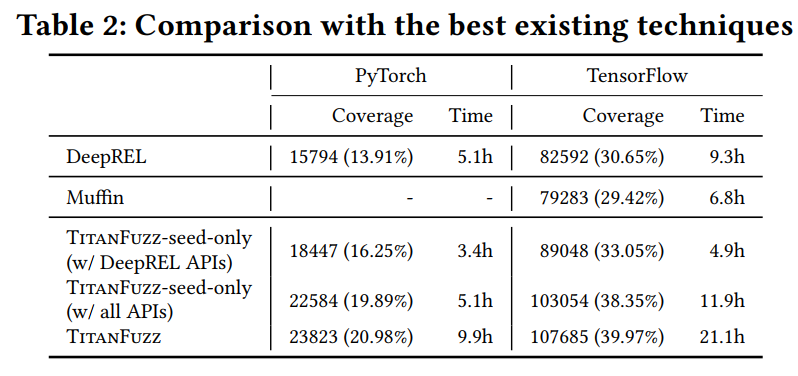 Table 2: Comparison with the best existing techniques
PyTorch TensorFlow
Coverage Time Coverage Time
DeepREL 15794 (13.91%) 5.1h 82592 (30.65%) 9.3h
Muffin - - 79283 (29.42%) 6.8h
TitanFuzz-seed-only
(w/ DeepREL APIs) 18447 (16.25%) 3.4h 89048 (33.05%) 4.9h
TitanFuzz-seed-only
(w/ all APIs) 22584 (19.89%) 5.1h 103054 (38.35%) 11.9h
TitanFuzz 23823 (20.98%) 9.9h 107685 (39.97%) 21.1h